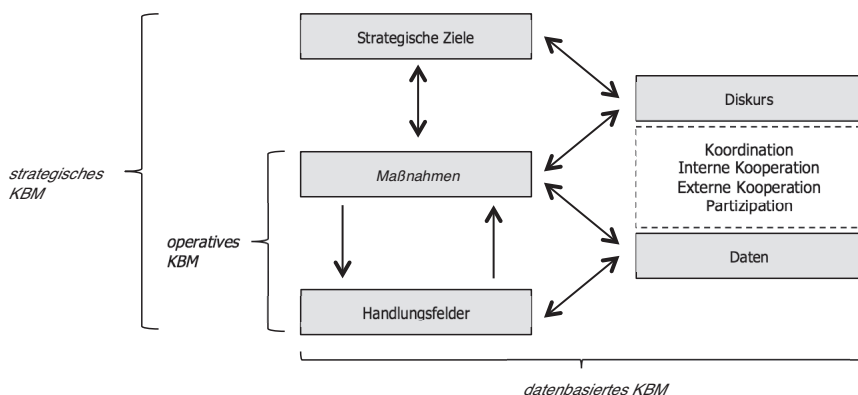 Strategische Ziele
Diskurs
Koordination
Interne Kooperation
Externe Kooperation
Partizipation
strategisches
KBM
Maßnahmen
operatives
KBM
Daten
Handlungsfelder
datenbasiertes KBM